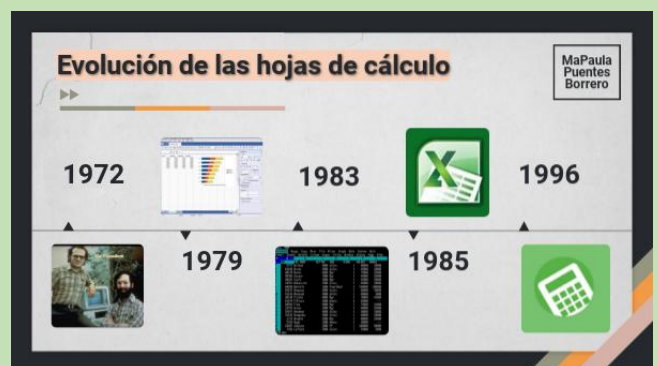 Evolución de las hojas de cálculo
MaPaula
Puentes
Borrero
1972
1983
1996
1979
1985